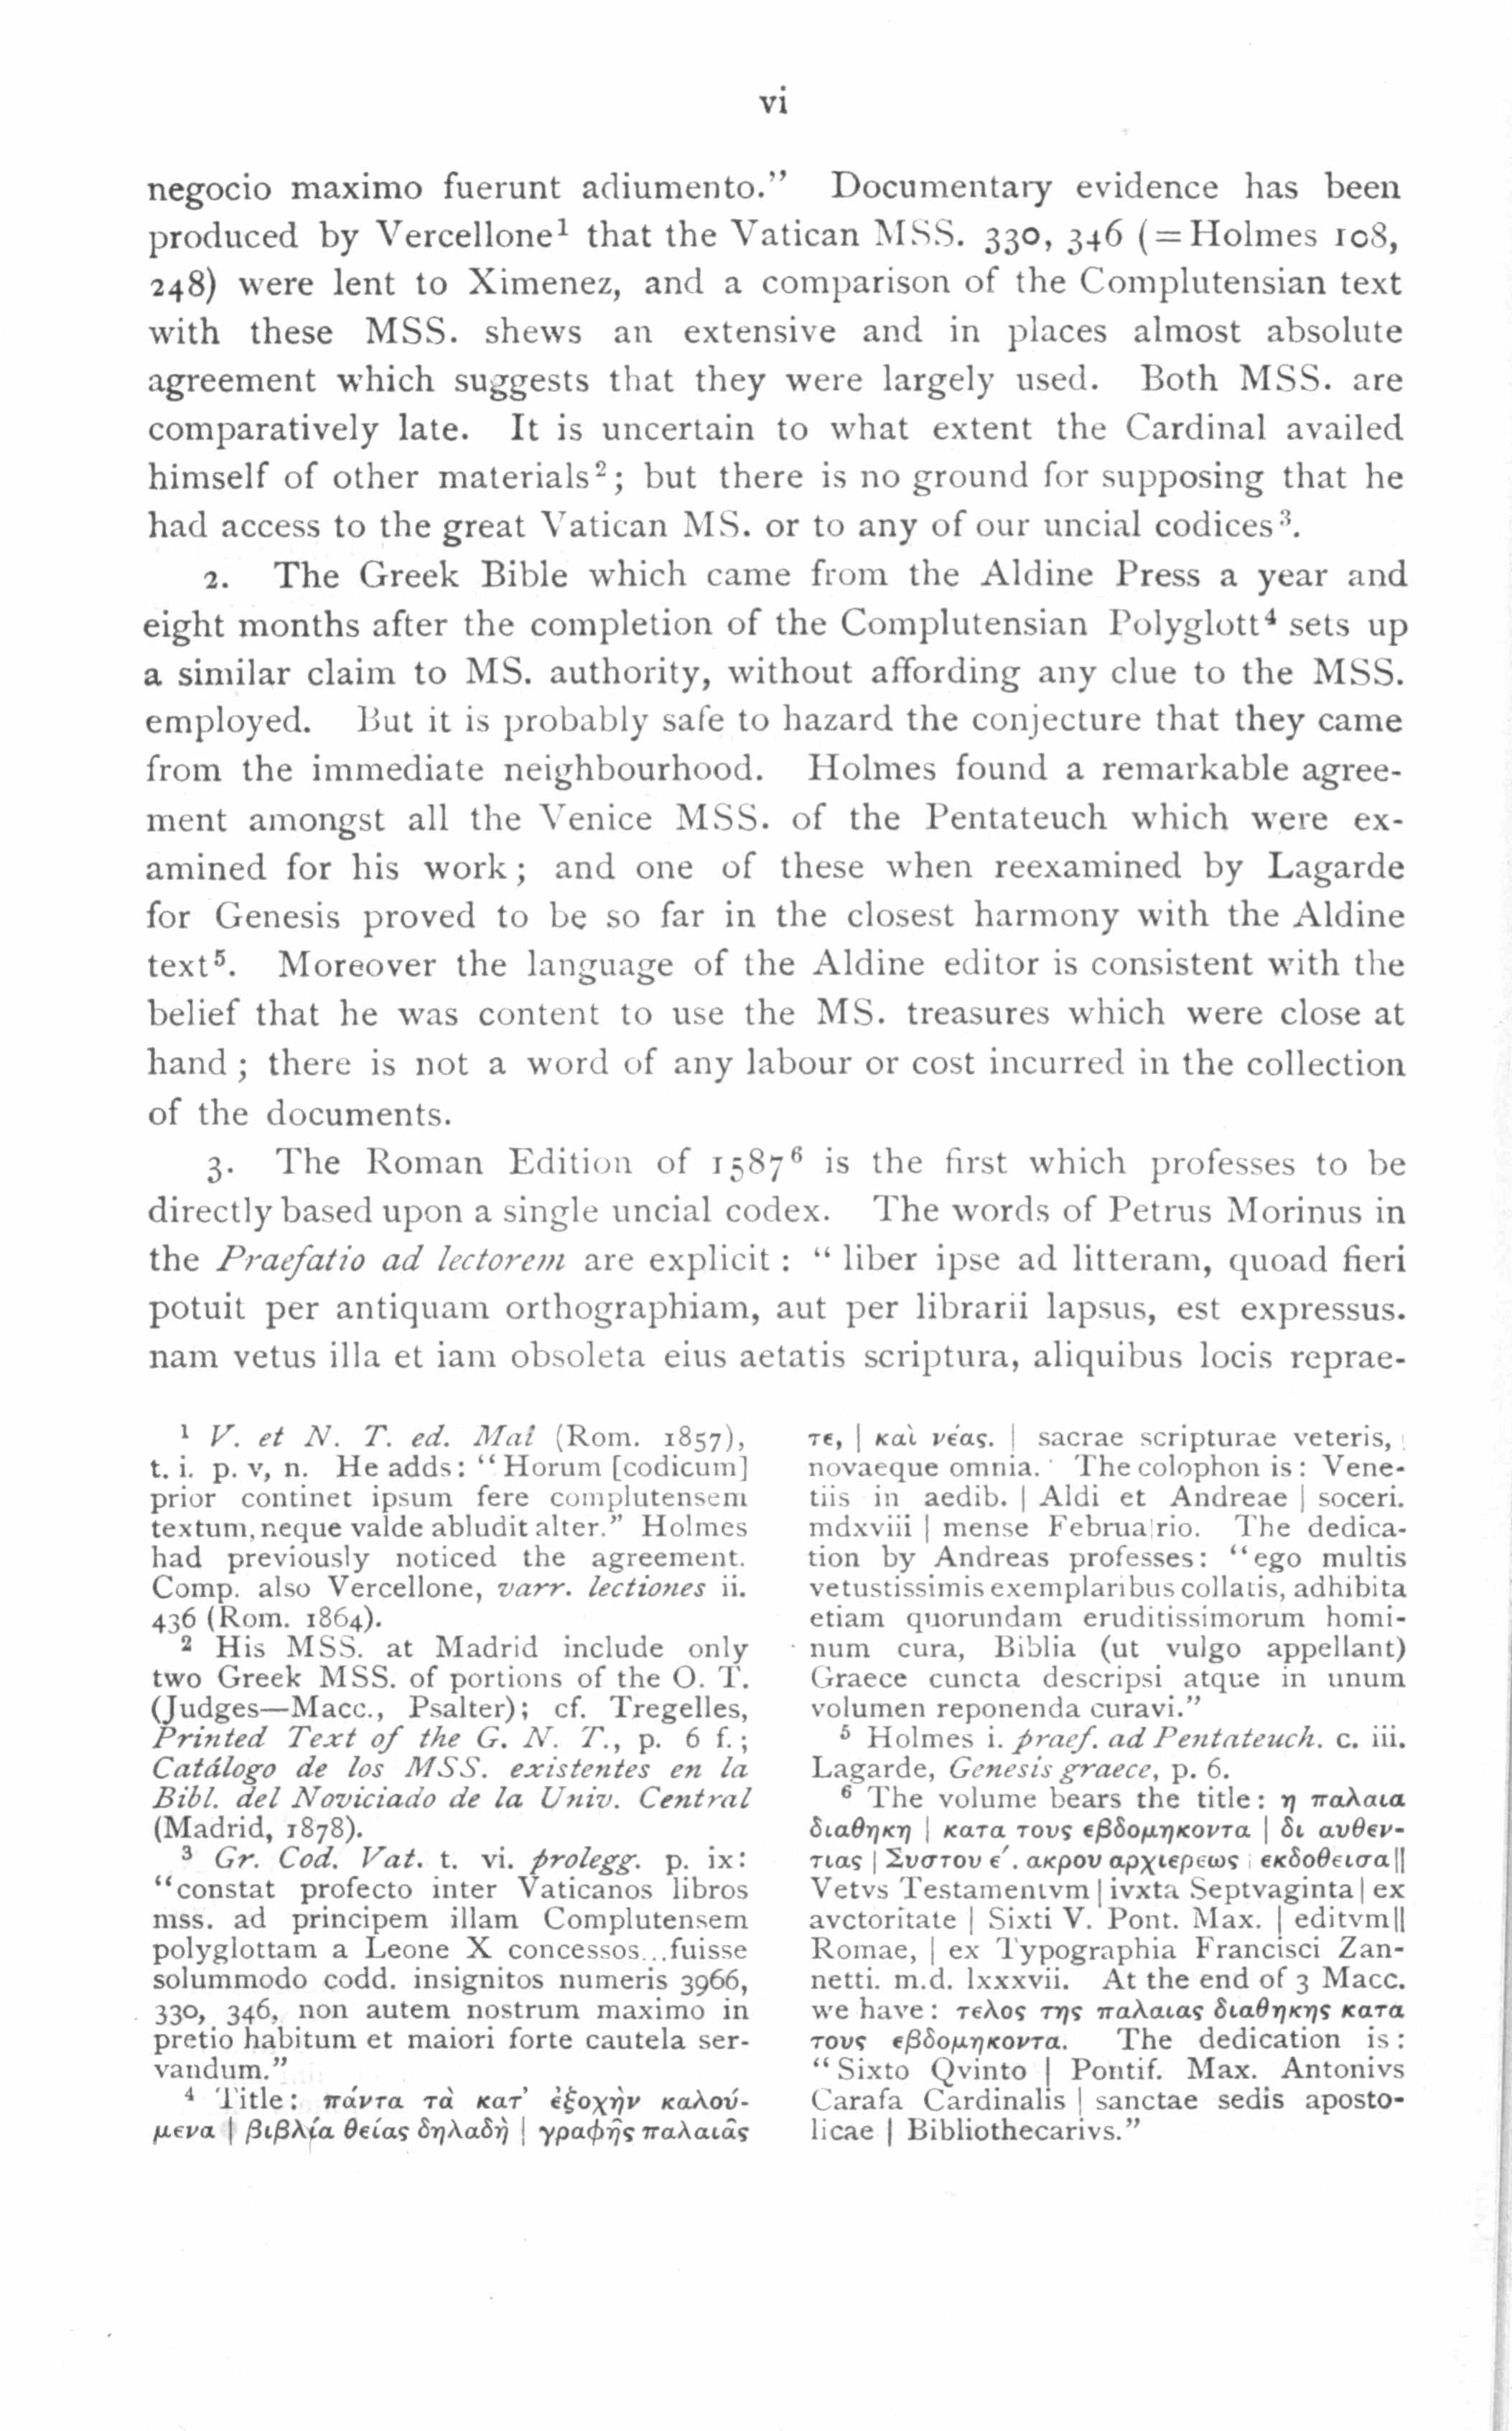 vi
negocio maximo fuerunt adiumento." Documentary evidence has been
produced by Vercellone¹ that the Vatican MSS. 330, 346 (=Holmes 108,
248) were lent to Ximenez, and a comparison of the Complutensian text
with these MSS. shews an extensive and in places almost absolute
agreement which suggests that they were largely used. Both MSS. are
comparatively late. It is uncertain to what extent the Cardinal availed
himself of other materials²; but there is no ground for supposing that he
had access to the great Vatican MS. or to any of our uncial codices³.
2. The Greek Bible which came from the Aldine Press a year and
eight months after the completion of the Complutensian Polyglott⁴ sets up
a similar claim to MS. authority, without affording any clue to the MSS.
employed. But it is probably safe to hazard the conjecture that they came
from the immediate neighbourhood. Holmes found a remarkable agree-
ment amongst all the Venice MSS. of the Pentateuch which were ex-
amined for his work; and one of these when reexamined by Lagarde
for Genesis proved to be so far in the closest harmony with the Aldine
text⁵. Moreover the language of the Aldine editor is consistent with the
belief that he was content to use the MS. treasures which were close at
hand; there is not a word of any labour or cost incurred in the collection
of the documents.
3. The Roman Edition of 1587⁶ is the first which professes to be
directly based upon a single uncial codex. The words of Petrus Morinus in
the Praefatio ad lectorem are explicit: "liber ipse ad litteram, quoad fieri
potuit per antiquam orthographiam, aut per librarii lapsus, est expressus.
nam vetus illa et iam obsoleta eius aetatis scriptura, aliquibus locis reprae-
¹ V. et N. T. ed. Mai (Rom. 1857),
t. i. p. v, n. He adds: "Horum [codicum]
prior continet ipsum fere complutensem
textum, neque valde abludit alter." Holmes
had previously noticed the agreement.
Comp. also Vercellone, varr. lectiones ii.
436 (Rom. 1864).
² His MSS. at Madrid include only
two Greek MSS. of portions of the O. T.
(Judges—Macc., Psalter); cf. Tregelles,
Printed Text of the G. N. T., p. 6 f.;
Catálogo de los MSS. existentes en la
Bibl. del Noviciado de la Univ. Central
(Madrid, 1878).
³ Gr. Cod. Vat. t. vi. prolegg. p. ix:
"constat profecto inter Vaticanos libros
mss. ad principem illam Complutensem
polyglottam a Leone X concessos...fuisse
solummodo codd. insignitos numeris 3966,
330, 346, non autem nostrum maximo in
pretio habitum et maiori forte cautela ser-
vandum."
⁴ Title: πάντα τὰ κατ' ἐξοχὴν καλού-
μενα | βιβλία θείας δηλαδὴ | γραφῆς παλαιᾶς
τε, | καὶ νέας. | sacrae scripturae veteris,
novaeque omnia. The colophon is: Vene-
tiis in aedib. | Aldi et Andreae | soceri.
mdxviii | mense Februa|rio. The dedica-
tion by Andreas professes: "ego multis
vetustissimis exemplaribus collatis, adhibita
etiam quorundam eruditissimorum homi-
num cura, Biblia (ut vulgo appellant)
Graece cuncta descripsi atque in unum
volumen reponenda curavi."
⁵ Holmes i. praef. ad Pentateuch. c. iii.
Lagarde, Genesis graece, p. 6.
⁶ The volume bears the title: η παλαια
διαθηκη | κατα τους εβδομηκοντα | δι αυθεν-
τιας | Συστου ε΄. ακρου αρχιερεως | εκδοθεισα||
Vetvs Testamentvm | ivxta Septvaginta | ex
avctoritate | Sixti V. Pont. Max. | editvm||
Romae, | ex Typographia Francisci Zan-
netti. m.d. lxxxvii. At the end of 3 Macc.
we have: τελος της παλαιας διαθηκης κατα
τους εβδομηκοντα. The dedication is:
"Sixto Qvinto | Pontif. Max. Antonivs
Carafa Cardinalis | sanctae sedis aposto-
licae | Bibliothecarivs."